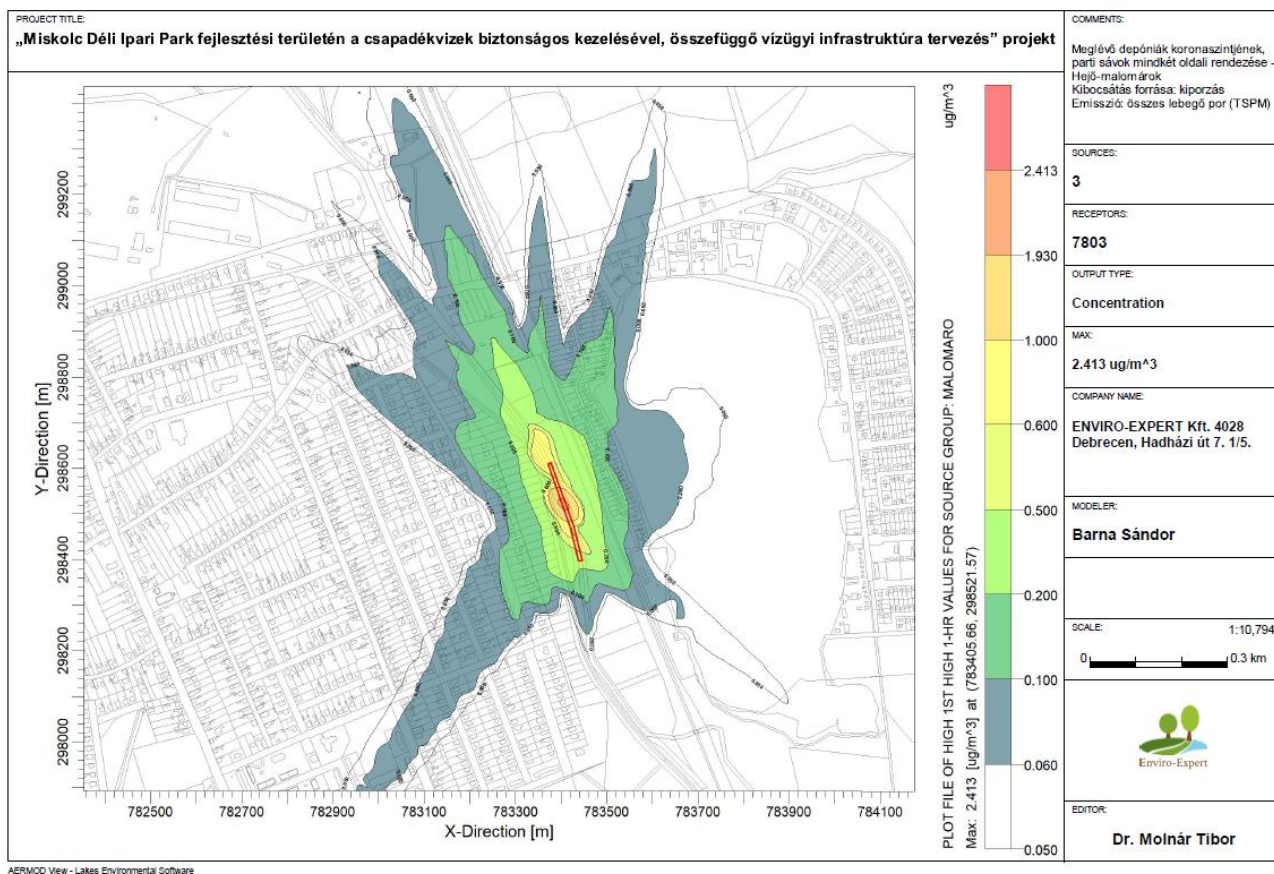 PROJECT TITLE:
„Miskolc Déli Ipari Park fejlesztési területén a csapadékvizek biztonságos kezelésével, összefüggő vízügyi infrastruktúra tervezés” projekt
COMMENTS:
Meglévő depóniák koronaszintjének,
parti sávok mindkét oldali rendezése -
Hejő-malomárok
Kibocsátás forrása: kiporzás
Emisszió: összes lebegő por (TSPM)
SOURCES:
3
RECEPTORS:
7803
OUTPUT TYPE:
Concentration
MAX:
2.413 ug/m^3
COMPANY NAME:
ENVIRO-EXPERT Kft. 4028
Debrecen, Hadházi út 7. 1/5.
MODELER:
Barna Sándor
SCALE:
1:10,794
0
0.3 km
Enviro-Expert
EDITOR:
Dr. Molnár Tibor
ug/m^3
2.413
1.930
1.000
0.600
0.500
0.200
0.100
0.060
0.050
PLOT FILE OF HIGH 1ST HIGH 1-HR VALUES FOR SOURCE GROUP: MALOMARO
Max: 2.413 [ug/m^3] at (783405.66, 298521.57)
Y-Direction [m]
299200
299000
298800
298600
298400
298200
298000
782500
782700
782900
783100
783300
783500
783700
783900
784100
X-Direction [m]
AERMOD View - Lakes Environmental Software